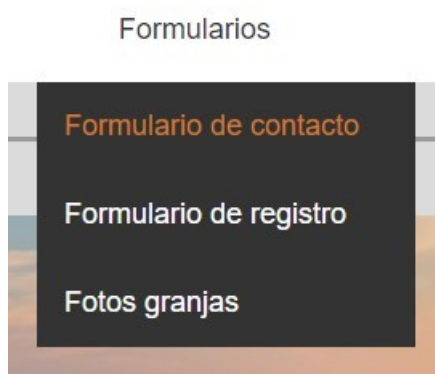 Formularios
Formulario de contacto
Formulario de registro
Fotos granjas